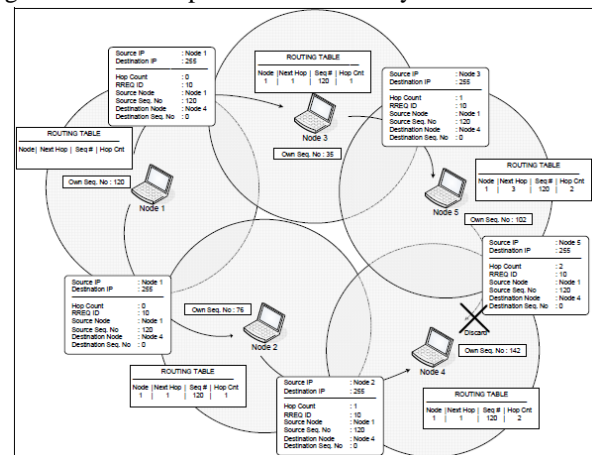 Source IP : Node 1
Destination IP : 255
Hop Count : 0
RREQ ID : 10
Source Node : Node 1
Source Seq. No : 120
Destination Node : Node 4
Destination Seq. No : 0
ROUTING TABLE
Node |Next Hop | Seq # | Hop Cnt
1 | 1 | 120 | 1
Node 3
Own Seq. No : 35
Source IP : Node 3
Destination IP : 255
Hop Count : 1
RREQ ID : 10
Source Node : Node 1
Source Seq. No : 120
Destination Node : Node 4
Destination Seq. No : 0
ROUTING TABLE
Node| Next Hop | Seq # | Hop Cnt
Own Seq. No : 120
Node 1
ROUTING TABLE
Node |Next Hop | Seq # | Hop Cnt
1 | 3 | 120 | 2
Node 5
Own Seq. No : 102
Source IP : Node 5
Destination IP : 255
Hop Count : 2
RREQ ID : 10
Source Node : Node 1
Source Seq. No : 120
Destination Node : Node 4
Destination Seq. No : 0
Source IP : Node 1
Destination IP : 255
Hop Count : 0
RREQ ID : 10
Source Node : Node 1
Source Seq. No : 120
Destination Node : Node 4
Destination Seq. No : 0
Own Seq. No : 76
Node 2
Discard
Own Seq. No : 142
Node 4
ROUTING TABLE
Node |Next Hop | Seq # | Hop Cnt
1 | 1 | 120 | 1
Source IP : Node 2
Destination IP : 255
Hop Count : 1
RREQ ID : 10
Source Node : Node 1
Source Seq. No : 120
Destination Node : Node 4
Destination Seq. No : 0
ROUTING TABLE
Node |Next Hop | Seq # | Hop Cnt
1 | 1 | 120 | 2